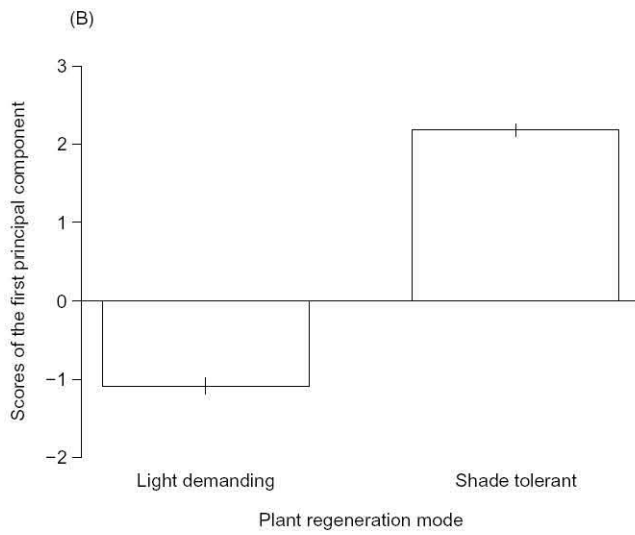 (B)
Scores of the first principal component
3
2
1
0
−1
−2
Light demanding
Shade tolerant
Plant regeneration mode